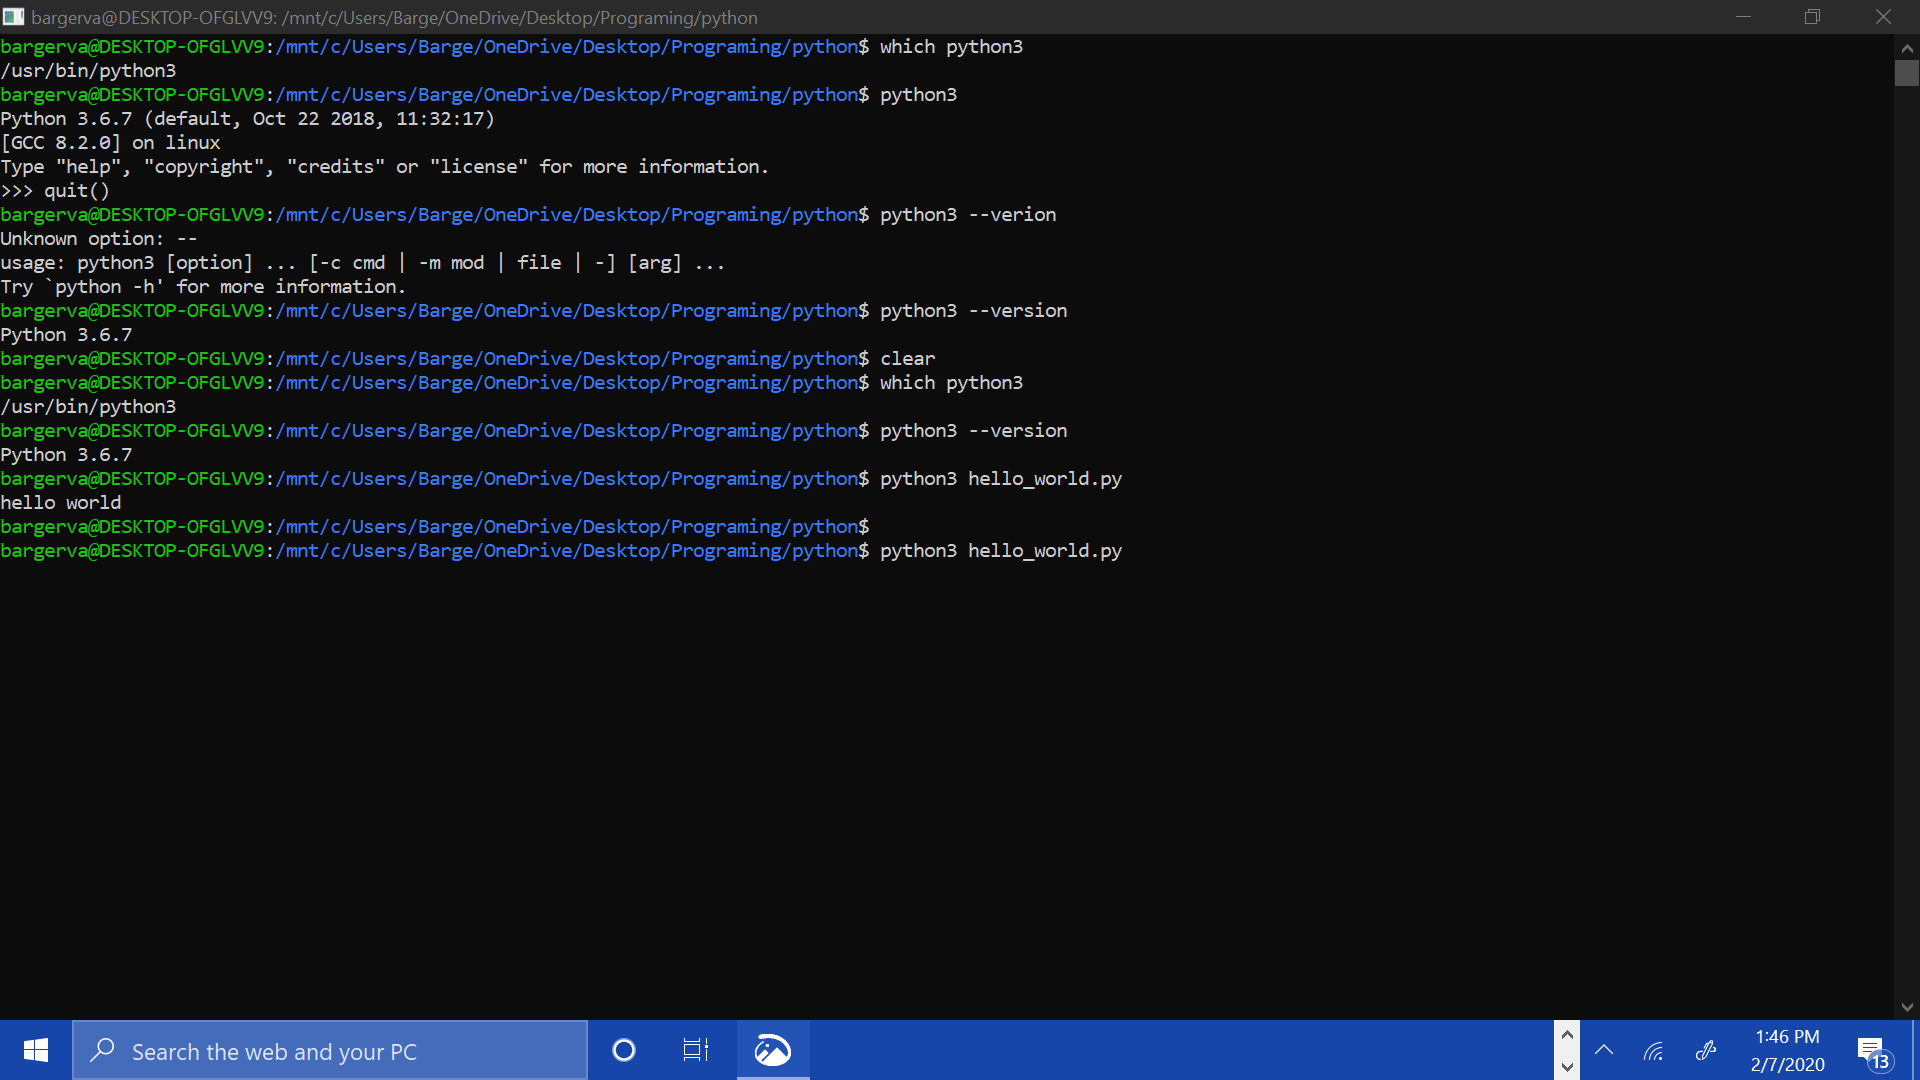 bargerva@DESKTOP-OFGLVV9: /mnt/c/Users/Barge/OneDrive/Desktop/Programing/python
bargerva@DESKTOP-OFGLVV9:/mnt/c/Users/Barge/OneDrive/Desktop/Programing/python$ which python3
/usr/bin/python3
bargerva@DESKTOP-OFGLVV9:/mnt/c/Users/Barge/OneDrive/Desktop/Programing/python$ python3
Python 3.6.7 (default, Oct 22 2018, 11:32:17)
[GCC 8.2.0] on linux
Type "help", "copyright", "credits" or "license" for more information.
>>> quit()
bargerva@DESKTOP-OFGLVV9:/mnt/c/Users/Barge/OneDrive/Desktop/Programing/python$ python3 --verion
Unknown option: --
usage: python3 [option] ... [-c cmd | -m mod | file | -] [arg] ...
Try `python -h' for more information.
bargerva@DESKTOP-OFGLVV9:/mnt/c/Users/Barge/OneDrive/Desktop/Programing/python$ python3 --version
Python 3.6.7
bargerva@DESKTOP-OFGLVV9:/mnt/c/Users/Barge/OneDrive/Desktop/Programing/python$ clear
bargerva@DESKTOP-OFGLVV9:/mnt/c/Users/Barge/OneDrive/Desktop/Programing/python$ which python3
/usr/bin/python3
bargerva@DESKTOP-OFGLVV9:/mnt/c/Users/Barge/OneDrive/Desktop/Programing/python$ python3 --version
Python 3.6.7
bargerva@DESKTOP-OFGLVV9:/mnt/c/Users/Barge/OneDrive/Desktop/Programing/python$ python3 hello_world.py
hello world
bargerva@DESKTOP-OFGLVV9:/mnt/c/Users/Barge/OneDrive/Desktop/Programing/python$
bargerva@DESKTOP-OFGLVV9:/mnt/c/Users/Barge/OneDrive/Desktop/Programing/python$ python3 hello_world.py
Search the web and your PC
1:46 PM
2/7/2020
13